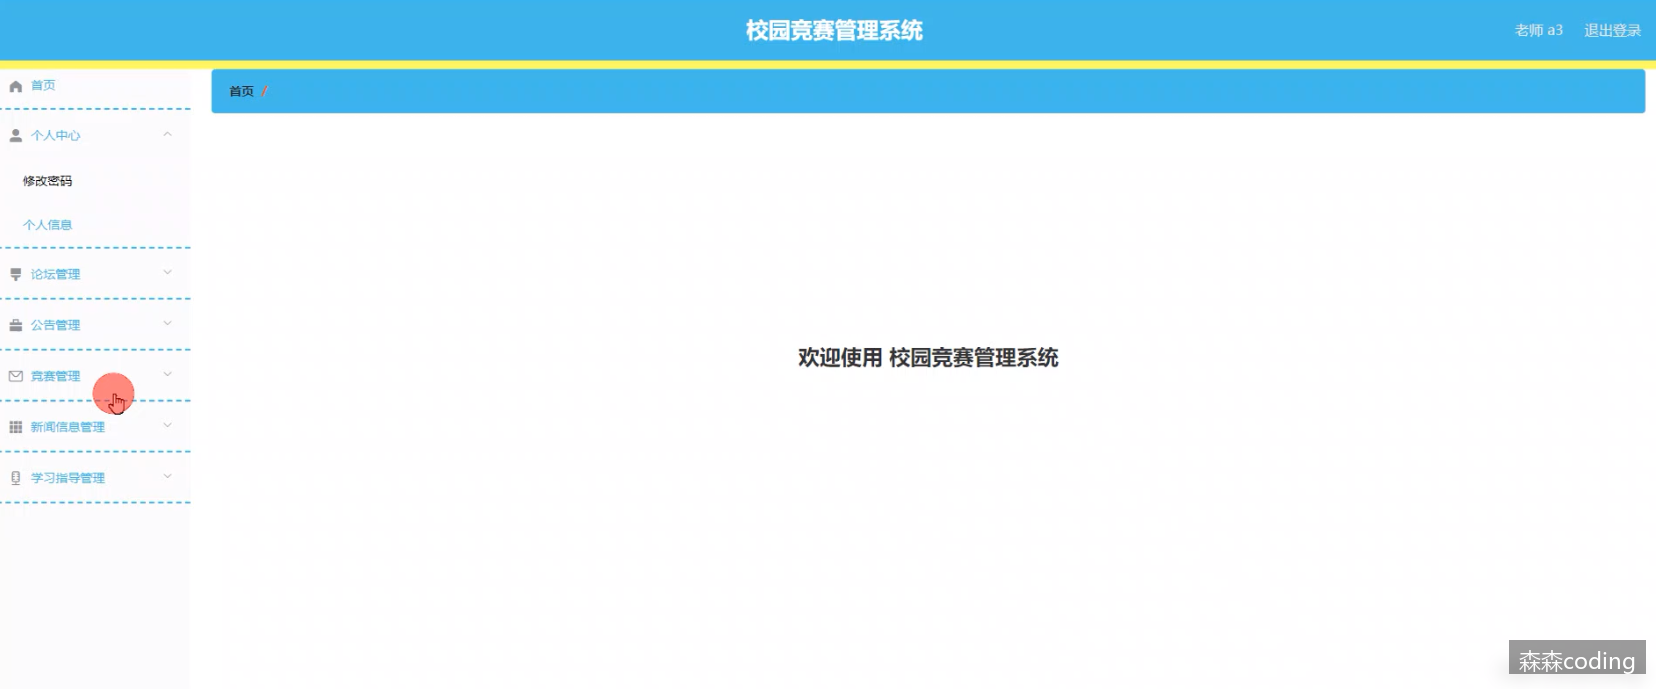 校园竞赛管理系统
老师 a3 退出登录
首页
首页 /
个人中心
修改密码
个人信息
论坛管理
公告管理
竞赛管理
新闻信息管理
学习指导管理
欢迎使用 校园竞赛管理系统
森森coding